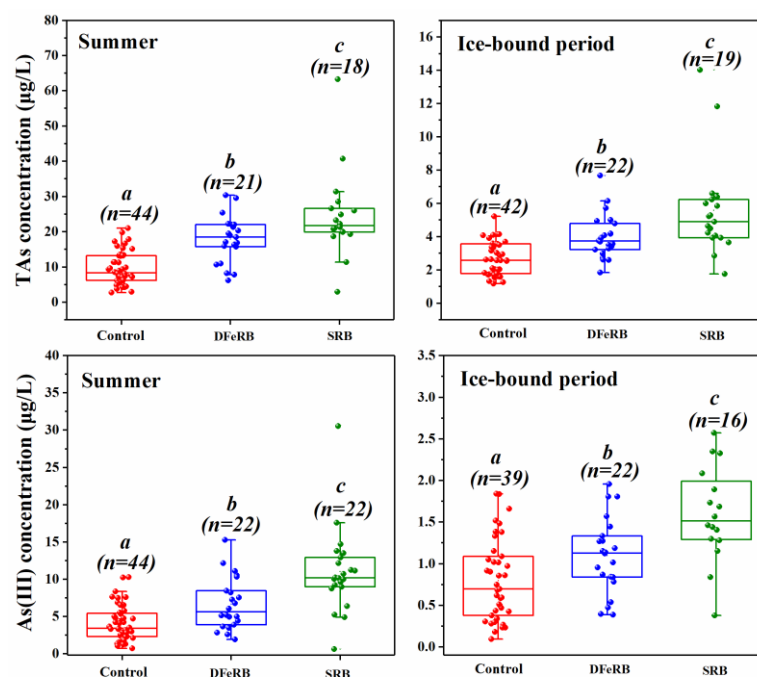 TAs concentration (µg/L)
80
70
60
50
40
30
20
10
0
Summer
a
(n=44)
b
(n=21)
c
(n=18)
Control
DFeRB
SRB
16
14
12
10
8
6
4
2
0
Ice-bound period
a
(n=42)
b
(n=22)
c
(n=19)
Control
DFeRB
SRB
As(III) concentration (µg/L)
40
35
30
25
20
15
10
5
0
Summer
a
(n=44)
b
(n=22)
c
(n=22)
Control
DFeRB
SRB
3.5
3.0
2.5
2.0
1.5
1.0
0.5
0.0
Ice-bound period
a
(n=39)
b
(n=22)
c
(n=16)
Control
DFeRB
SRB